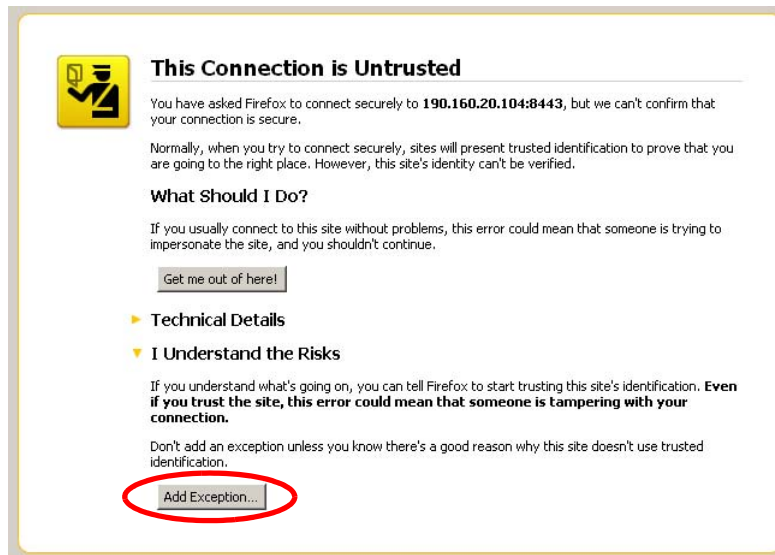 This Connection is Untrusted
You have asked Firefox to connect securely to 190.160.20.104:8443, but we can't confirm that
your connection is secure.
Normally, when you try to connect securely, sites will present trusted identification to prove that you
are going to the right place. However, this site's identity can't be verified.
What Should I Do?
If you usually connect to this site without problems, this error could mean that someone is trying to
impersonate the site, and you shouldn't continue.
Get me out of here!
Technical Details
I Understand the Risks
If you understand what's going on, you can tell Firefox to start trusting this site's identification. Even
if you trust the site, this error could mean that someone is tampering with your
connection.
Don't add an exception unless you know there's a good reason why this site doesn't use trusted
identification.
Add Exception...